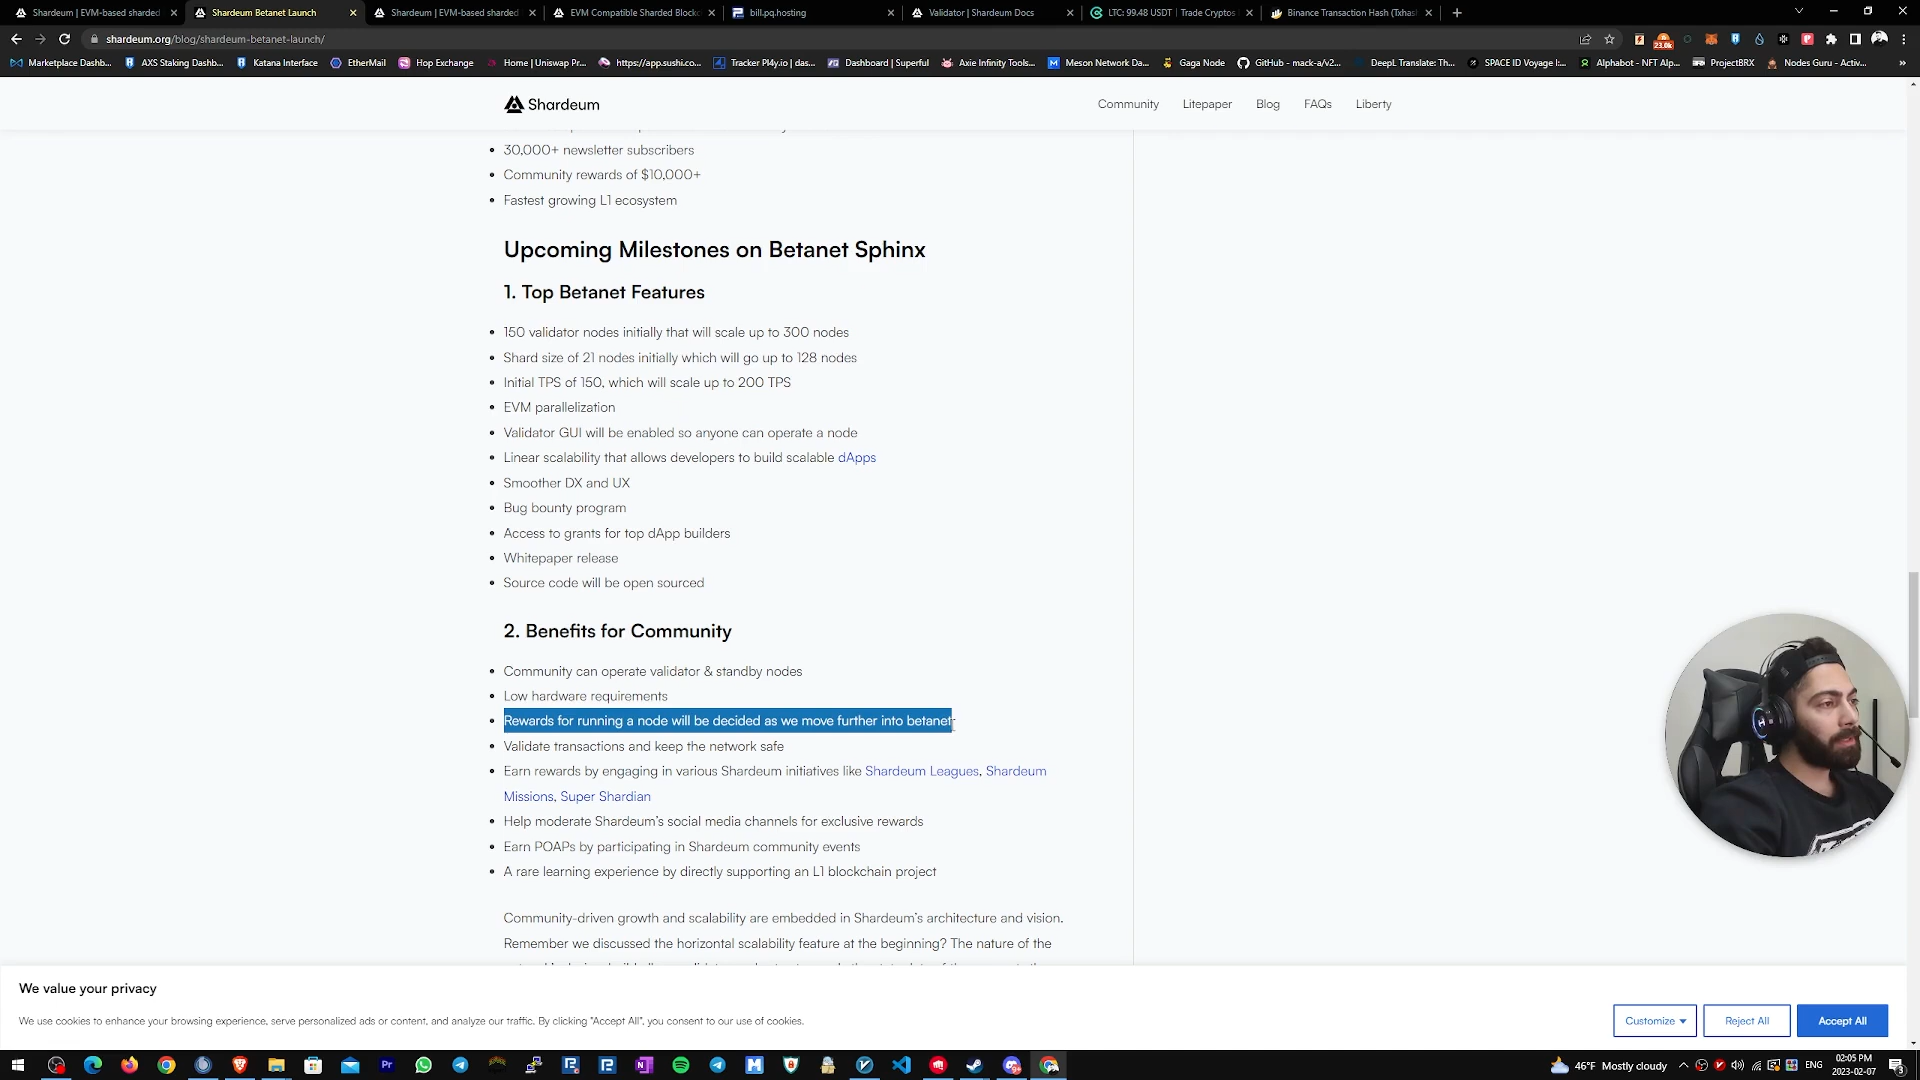 Shardeum | EVM-based sharded
Shardeum Betanet Launch
Shardeum | EVM-based sharded
EVM Compatible Sharded Block
bill.pq.hosting
Validator | Shardeum Docs
LTC: 99.48 USDT | Trade Cryptos
Binance Transaction Hash (Txhas
shardeum.org/blog/shardeum-betanet-launch/
23.0k
Marketplace Dashb...
AXS Staking Dashb...
Katana Interface
EtherMail
Hop Exchange
Home | Uniswap Pr...
https://app.sushi.co...
Tracker Pl4y.io | das...
Dashboard | Superful
Axie Infinity Tools...
Meson Network Da...
Gaga Node
GitHub - mack-a/v2...
DeepL Translate: Th...
SPACE ID Voyage |:...
Alphabot - NFT Alp...
ProjectBRX
Nodes Guru - Activ...
Shardeum
Community
Litepaper
Blog
FAQs
Liberty
30,000+ newsletter subscribers
Community rewards of $10,000+
Fastest growing L1 ecosystem
Upcoming Milestones on Betanet Sphinx
1. Top Betanet Features
150 validator nodes initially that will scale up to 300 nodes
Shard size of 21 nodes initially which will go up to 128 nodes
Initial TPS of 150, which will scale up to 200 TPS
EVM parallelization
Validator GUI will be enabled so anyone can operate a node
Linear scalability that allows developers to build scalable dApps
Smoother DX and UX
Bug bounty program
Access to grants for top dApp builders
Whitepaper release
Source code will be open sourced
2. Benefits for Community
Community can operate validator & standby nodes
Low hardware requirements
Rewards for running a node will be decided as we move further into betanet
Validate transactions and keep the network safe
Earn rewards by engaging in various Shardeum initiatives like Shardeum Leagues, Shardeum
Missions, Super Shardian
Help moderate Shardeum's social media channels for exclusive rewards
Earn POAPs by participating in Shardeum community events
A rare learning experience by directly supporting an L1 blockchain project
Community-driven growth and scalability are embedded in Shardeum's architecture and vision.
Remember we discussed the horizontal scalability feature at the beginning? The nature of the
We value your privacy
We use cookies to enhance your browsing experience, serve personalized ads or content, and analyze our traffic. By clicking "Accept All", you consent to our use of cookies.
Customize
Reject All
Accept All
46°F Mostly cloudy
ENG
02:05 PM
2023-02-07